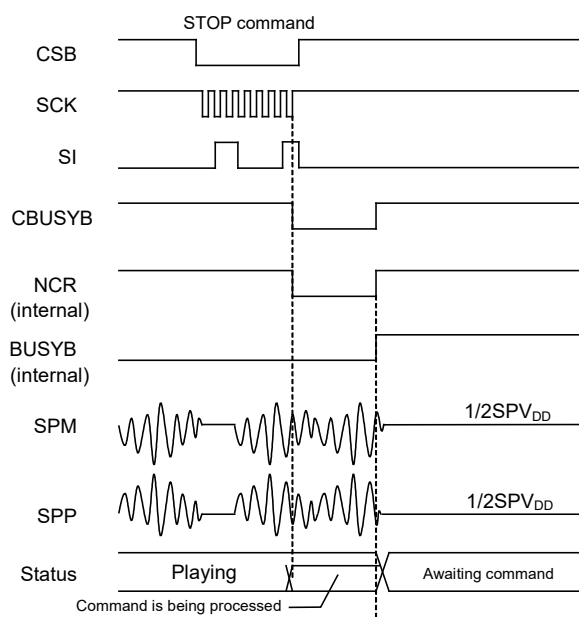 STOP command
CSB
SCK
SI
CBUSYB
NCR
(internal)
BUSYB
(internal)
SPM
1/2SPVDD
SPP
1/2SPVDD
Status
Playing
Awaiting command
Command is being processed